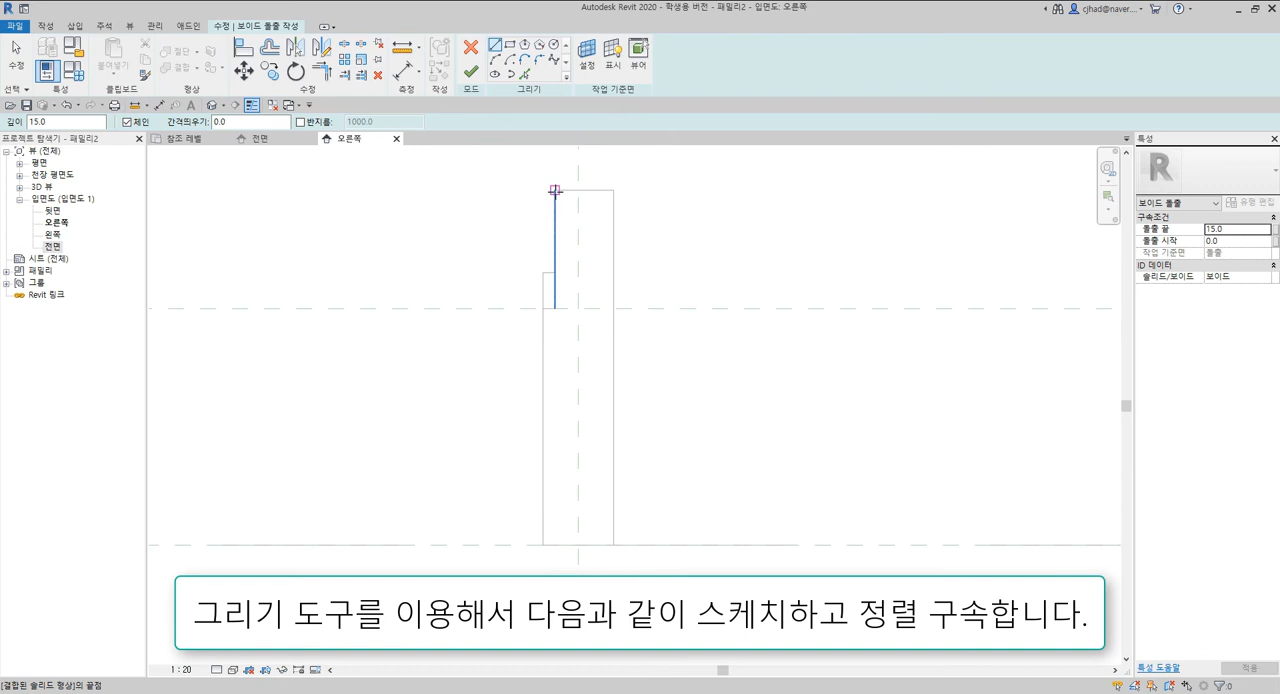 Autodesk Revit 2020 - 학생용 버전 - 패밀리2 - 입면도: 오른쪽
cjhad@naver....
파일 작성 삽입 주석 뷰 관리 애드인 수정 | 보이드 돌출 작성
수정
붙여넣기
절단
결합
설정 표시 뷰어
선택 특성 클립보드 형상 수정 측정 작성 모드 그리기 작업 기준면
깊이 15.0 체인 간격띄우기: 0.0 반지름: 1000.0
프로젝트 탐색기 - 패밀리2
참조 레벨 전면 오른쪽
특성
뷰 (전체)
평면
천장 평면도
3D 뷰
입면도 (입면도 1)
뒷면
오른쪽
왼쪽
전면
시트 (전체)
패밀리
그룹
Revit 링크
보이드 돌출 유형 편집
구속조건
돌출 끝 15.0
돌출 시작 0.0
작업 기준면 돌출
ID 데이터
솔리드/보이드 보이드
그리기 도구를 이용해서 다음과 같이 스케치하고 정렬 구속합니다.
1 : 20
특성 도움말 적용
[결합된 솔리드 형상]의 끝점
:0